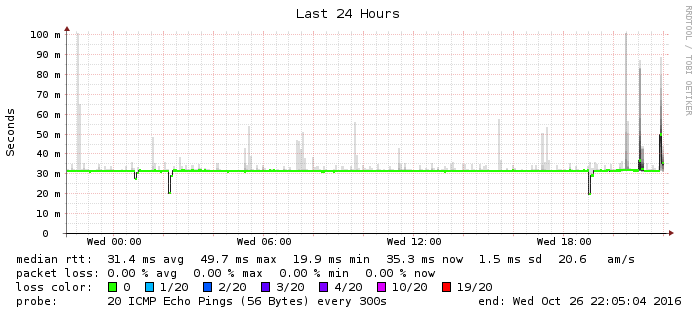 Last 24 Hours
RRDTOOL / TOBI OETIKER
Seconds
100 m
90 m
80 m
70 m
60 m
50 m
40 m
30 m
20 m
10 m
0
Wed 00:00 Wed 06:00 Wed 12:00 Wed 18:00
median rtt: 31.4 ms avg 49.7 ms max 19.9 ms min 35.3 ms now 1.5 ms sd 20.6 am/s
packet loss: 0.00 % avg 0.00 % max 0.00 % min 0.00 % now
loss color: 0 1/20 2/20 3/20 4/20 10/20 19/20
probe: 20 ICMP Echo Pings (56 Bytes) every 300s end: Wed Oct 26 22:05:04 2016